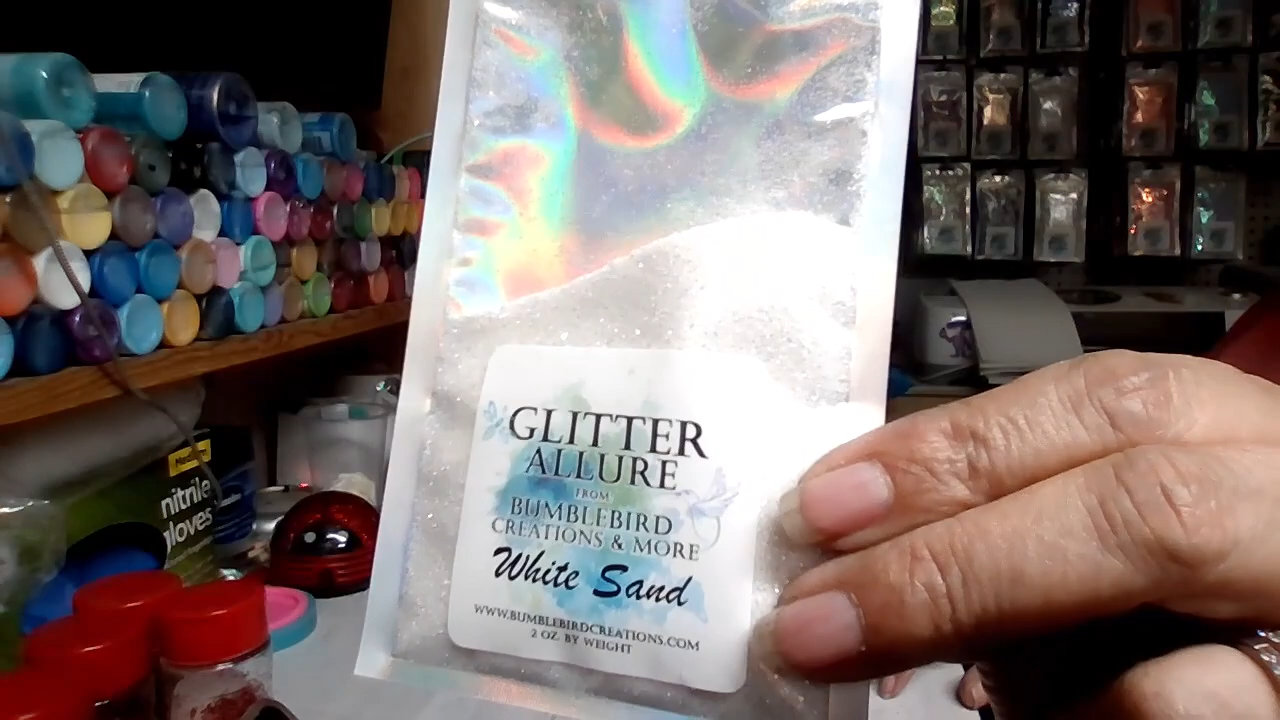 GLITTER
ALLURE
FROM
BUMBLEBIRD
CREATIONS & MORE
White Sand
WWW.BUMBLEBIRDCREATIONS.COM
2 OZ. BY WEIGHT
nitrile
gloves